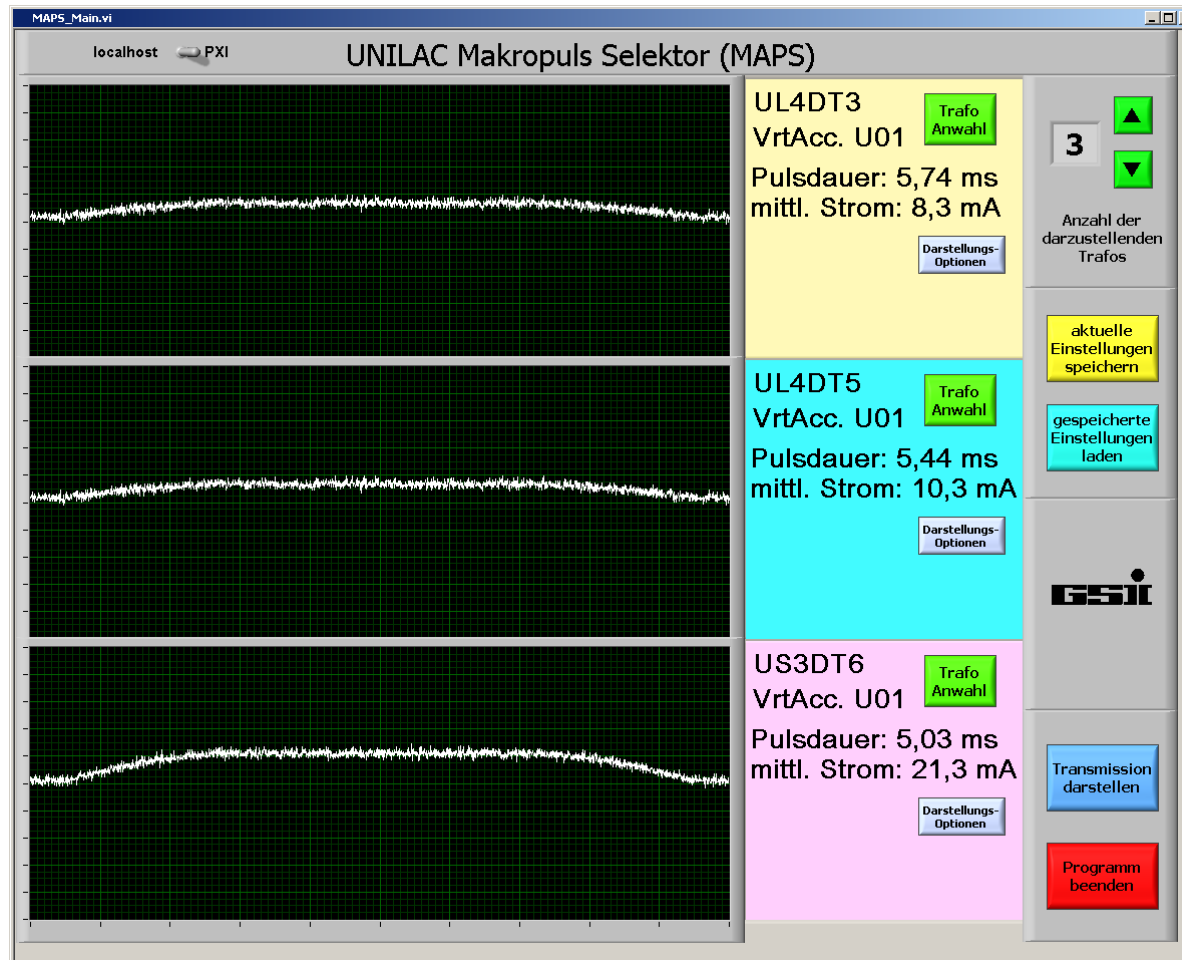 MAPS_Main.vi
localhost PXI
UNILAC Makropuls Selektor (MAPS)
UL4DT3
VrtAcc. U01
Trafo
Anwahl
Pulsdauer: 5,74 ms
mittl. Strom: 8,3 mA
Darstellungs-
Optionen
UL4DT5
VrtAcc. U01
Trafo
Anwahl
Pulsdauer: 5,44 ms
mittl. Strom: 10,3 mA
Darstellungs-
Optionen
US3DT6
VrtAcc. U01
Trafo
Anwahl
Pulsdauer: 5,03 ms
mittl. Strom: 21,3 mA
Darstellungs-
Optionen
3
Anzahl der
darzustellenden
Trafos
aktuelle
Einstellungen
speichern
gespeicherte
Einstellungen
laden
GSI
Transmission
darstellen
Programm
beenden